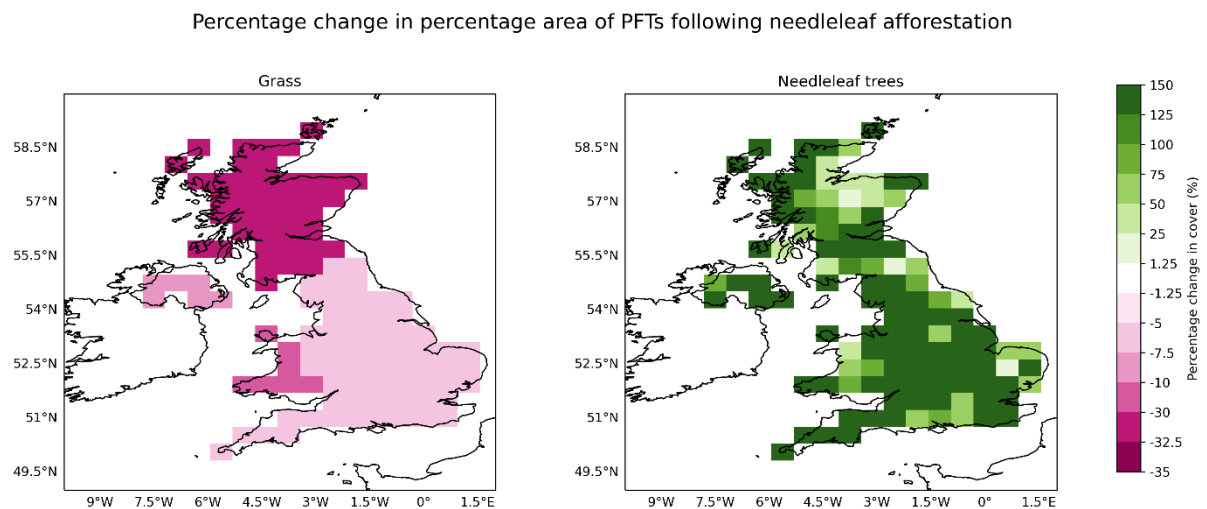 Percentage change in percentage area of PFTs following needleleaf afforestation
Grass
Needleleaf trees
58.5°N
57°N
55.5°N
54°N
52.5°N
51°N
49.5°N
9°W 7.5°W 6°W 4.5°W 3°W 1.5°W 0° 1.5°E
58.5°N
57°N
55.5°N
54°N
52.5°N
51°N
49.5°N
9°W 7.5°W 6°W 4.5°W 3°W 1.5°W 0° 1.5°E
150
125
100
75
50
25
1.25
-1.25
-5
-7.5
-10
-30
-32.5
-35
Percentage change in cover (%)